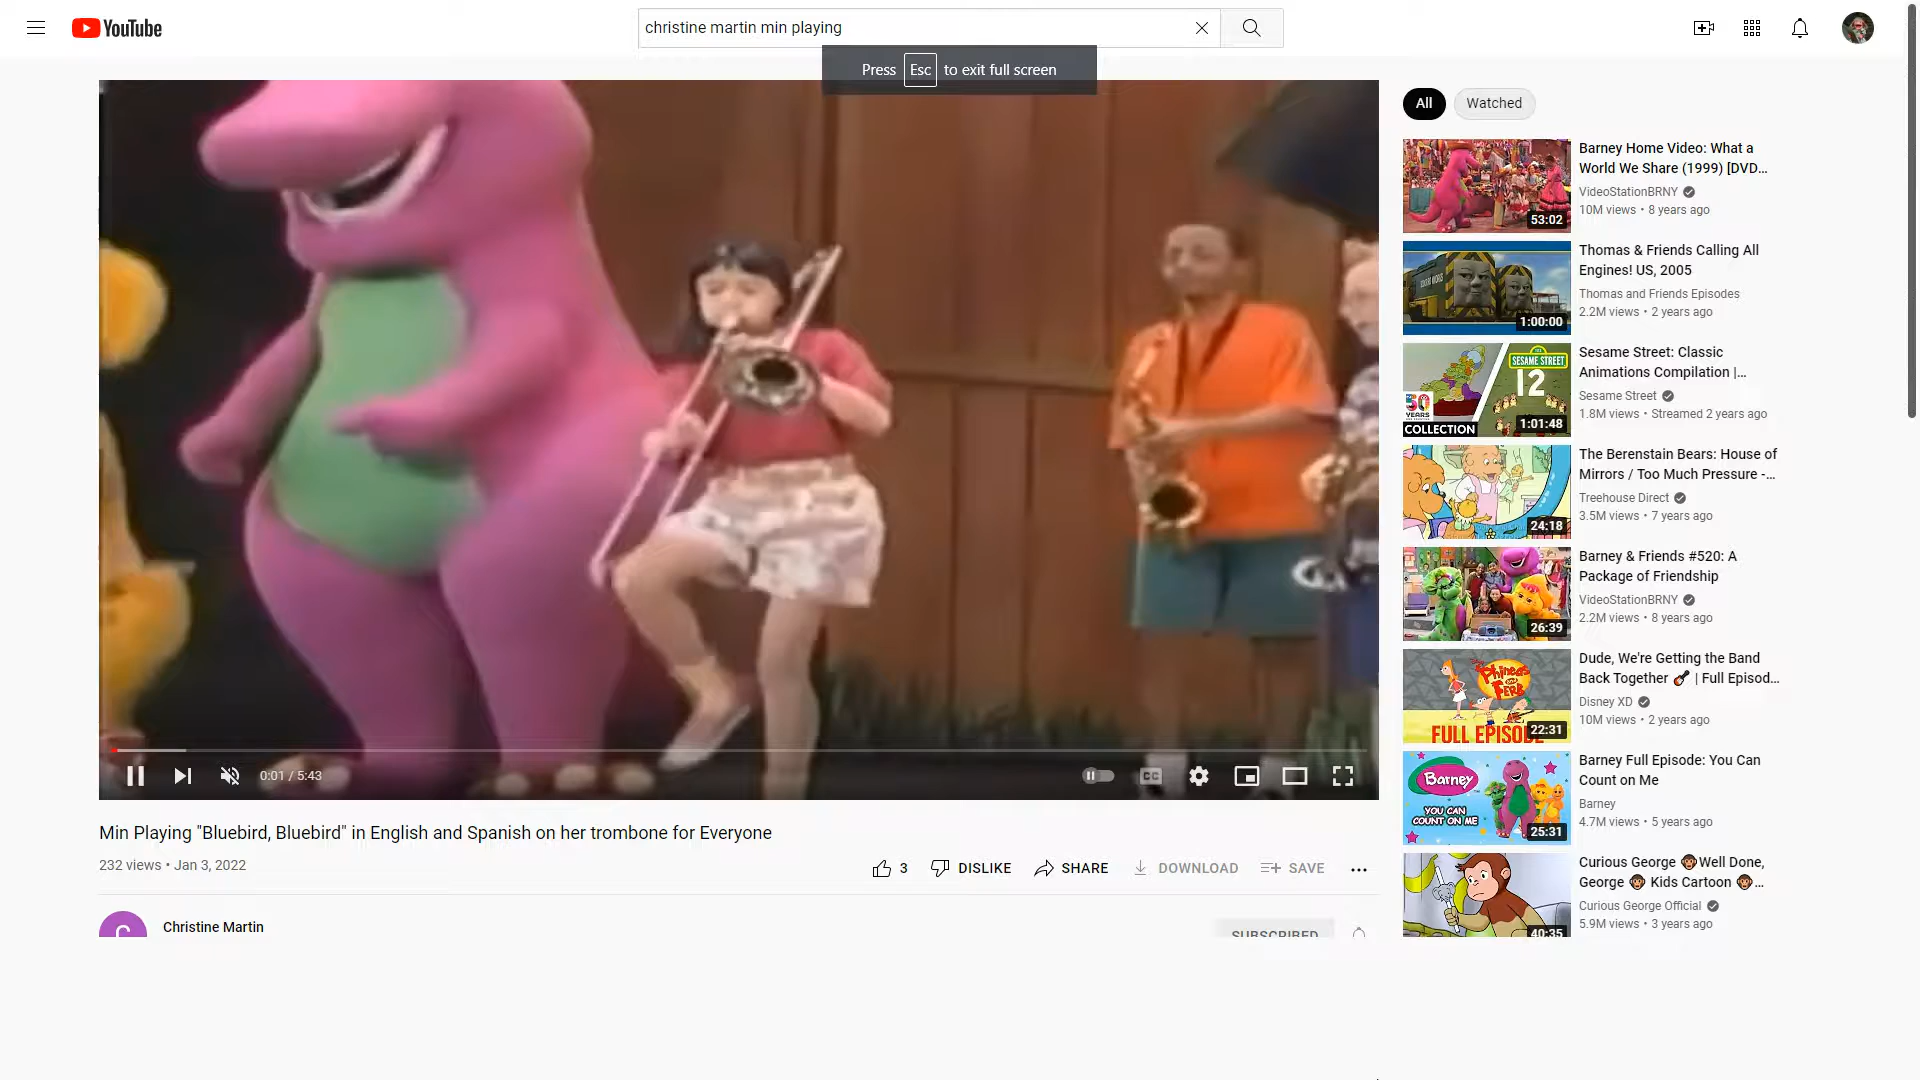 YouTube
christine martin min playing
Press Esc to exit full screen
0:01 / 5:43
CC
Min Playing "Bluebird, Bluebird" in English and Spanish on her trombone for Everyone
232 views • Jan 3, 2022
3 DISLIKE SHARE DOWNLOAD SAVE
C
Christine Martin
SUBSCRIBED
All Watched
53:02
Barney Home Video: What a
World We Share (1999) [DVD...
VideoStationBRNY
10M views • 8 years ago
1:00:00
Thomas & Friends Calling All
Engines! US, 2005
Thomas and Friends Episodes
2.2M views • 2 years ago
SESAME STREET
12
50
YEARS
COLLECTION
1:01:48
Sesame Street: Classic
Animations Compilation |...
Sesame Street
1.8M views • Streamed 2 years ago
24:18
The Berenstain Bears: House of
Mirrors / Too Much Pressure -...
Treehouse Direct
3.5M views • 7 years ago
26:39
Barney & Friends #520: A
Package of Friendship
VideoStationBRNY
2.2M views • 8 years ago
Phineas
and
Ferb
FULL EPISODE
22:31
Dude, We're Getting the Band
Back Together 🎸 | Full Episod...
Disney XD
10M views • 2 years ago
Barney
YOU CAN
COUNT ON ME
25:31
Barney Full Episode: You Can
Count on Me
Barney
4.7M views • 5 years ago
40:35
Curious George 🐵Well Done,
George 🐵 Kids Cartoon 🐵...
Curious George Official
5.9M views • 3 years ago